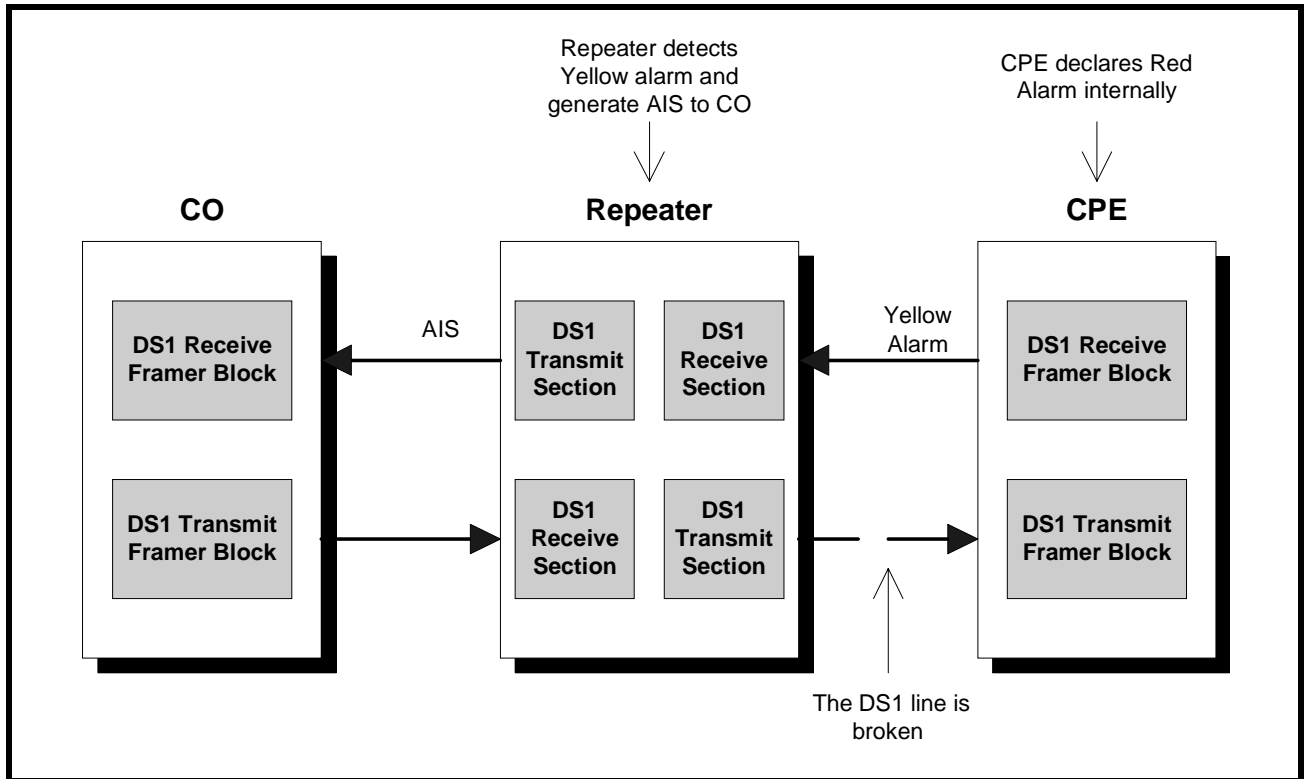 Repeater detects
Yellow alarm and
generate AIS to CO
CPE declares Red
Alarm internally
CO
Repeater
CPE
DS1 Receive
Framer Block
AIS
DS1
Transmit
Section
DS1
Receive
Section
Yellow
Alarm
DS1 Receive
Framer Block
DS1 Transmit
Framer Block
DS1
Receive
Section
DS1
Transmit
Section
DS1 Transmit
Framer Block
The DS1 line is
broken